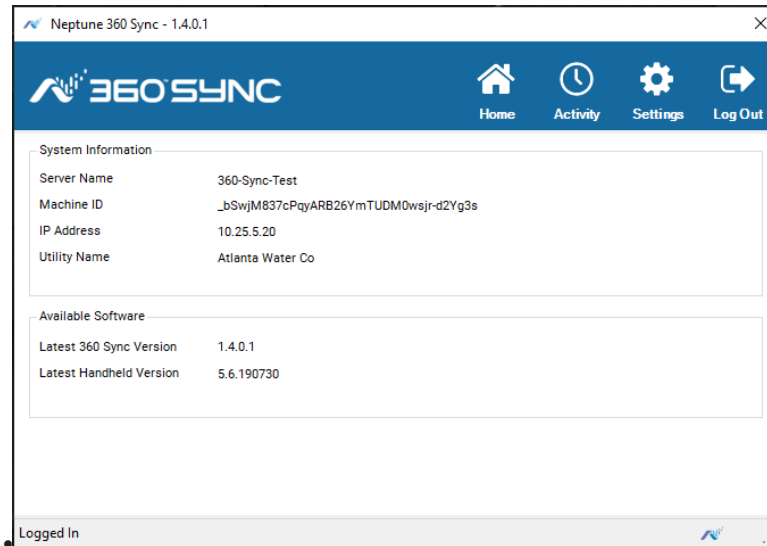 Neptune 360 Sync - 1.4.0.1
360 SYNC
Home
Activity
Settings
Log Out
System Information
Server Name 360-Sync-Test
Machine ID _bSwjM837cPqyARB26YmTUDM0wsjr-d2Yg3s
IP Address 10.25.5.20
Utility Name Atlanta Water Co
Available Software
Latest 360 Sync Version 1.4.0.1
Latest Handheld Version 5.6.190730
Logged In